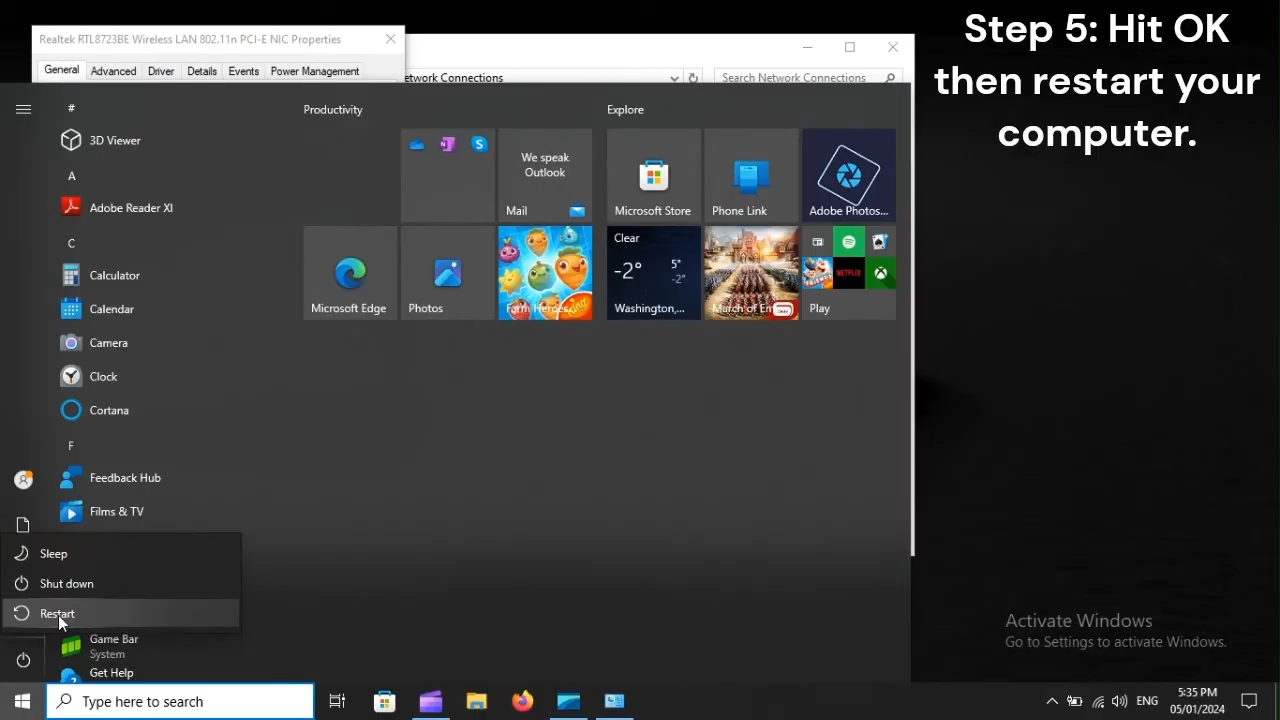 Step 5: Hit OK
then restart your
computer.
Realtek RTL8723BE Wireless LAN 802.11n PCI-E NIC Properties
General Advanced Driver Details Events Power Management
etwork Connections
Search Network Connections
#
3D Viewer
A
Adobe Reader XI
C
Calculator
Calendar
Camera
Clock
Cortana
F
Feedback Hub
Films & TV
Sleep
Shut down
Restart
Game Bar
System
Get Help
Productivity
We speak
Outlook
Mail
Microsoft Edge
Photos
Farm Heroes...
Explore
Microsoft Store
Phone Link
Adobe Photos...
Clear
-2°
5°
-2°
Washington,...
March of Em
NETFLIX
Play
Activate Windows
Go to Settings to activate Windows.
Type here to search
ENG
5:35 PM
05/01/2024